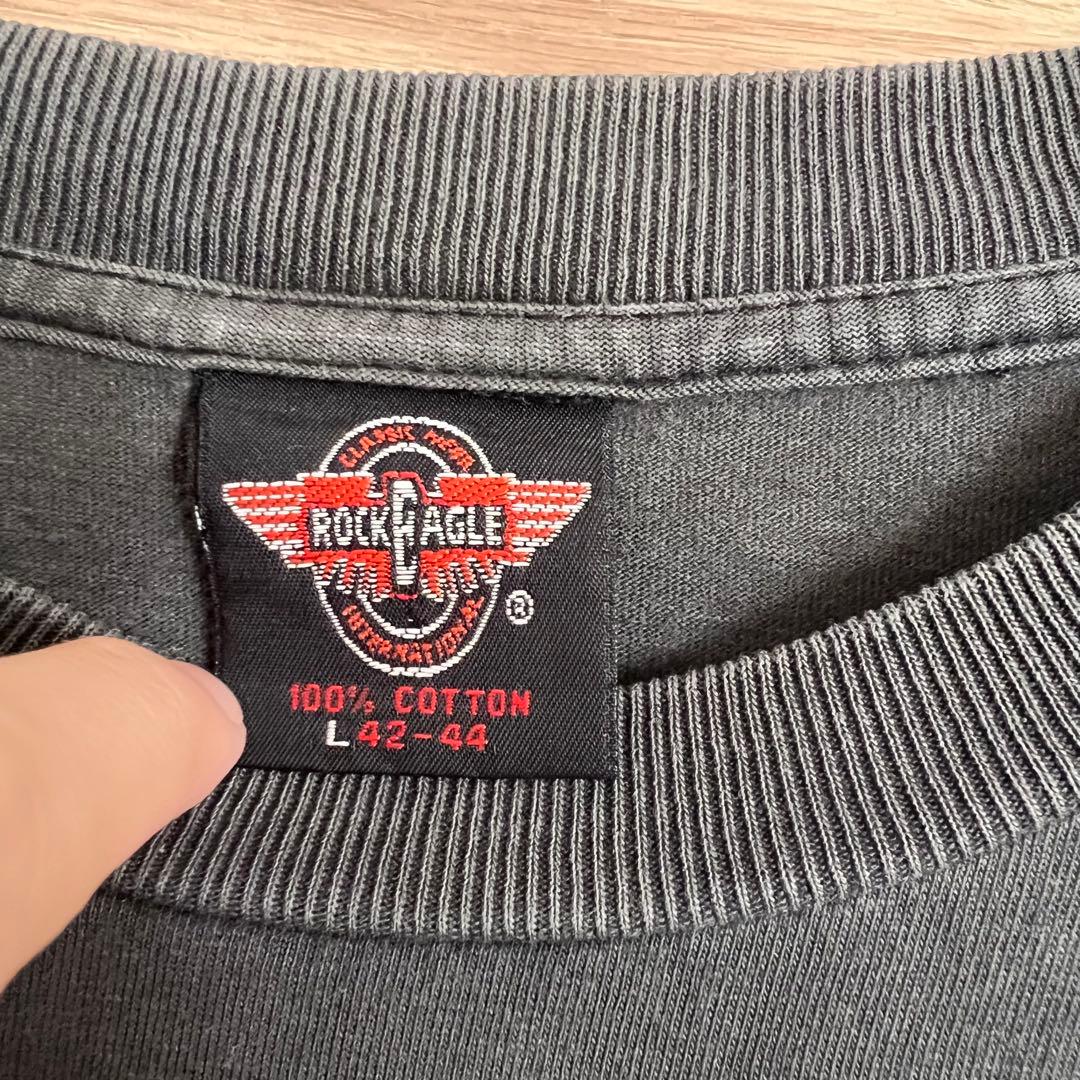 CLASSIC WEAR
ROCK EAGLE
INTERNATIONAL
®
100% COTTON
L 42-44